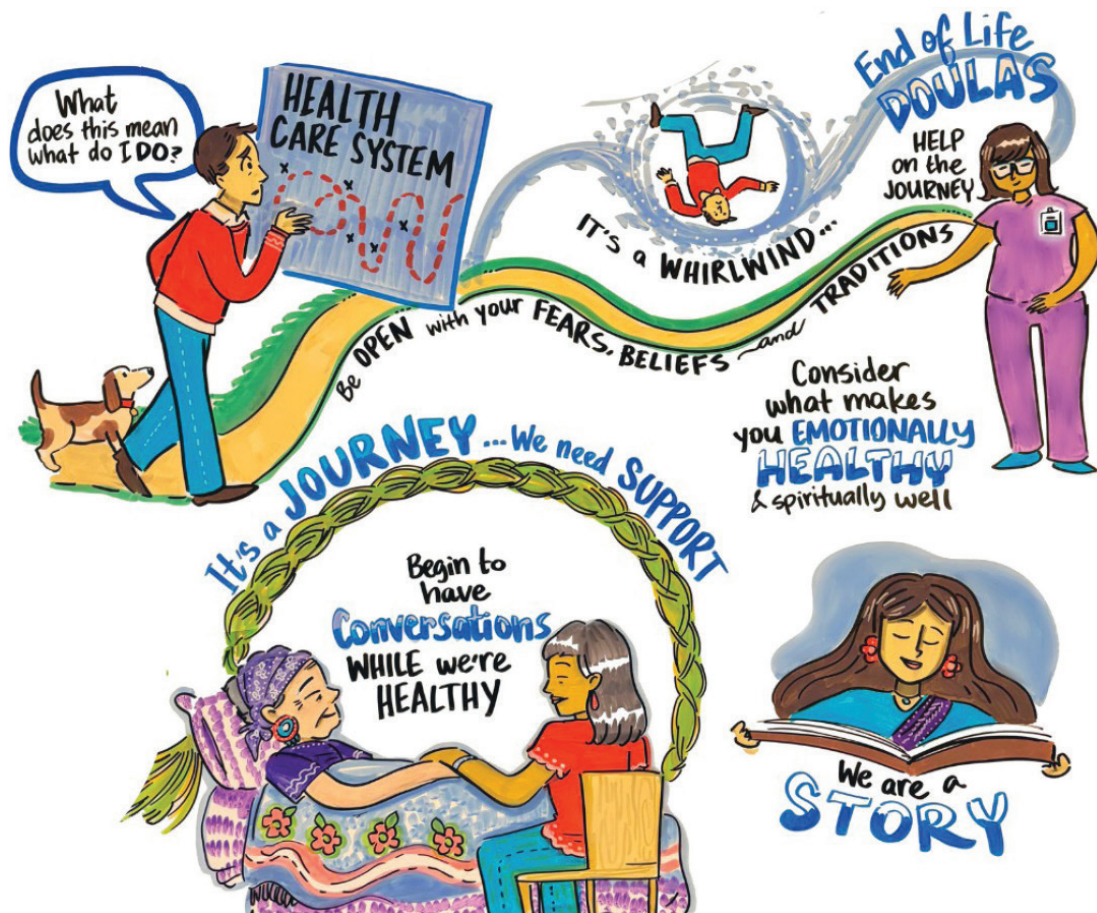 What
does this mean
what do I DO?
HEALTH
CARE SYSTEM
IT'S a WHIRLWIND...
End of Life
DOULAS
HELP
on the
JOURNEY
Be OPEN with your FEARS, BELIEFS and TRADITIONS
Consider
what makes
you EMOTIONALLY
HEALTHY
& spiritually well
It's a JOURNEY... We need SUPPORT
Begin to
have
Conversations
WHILE we're
HEALTHY
We are a
STORY